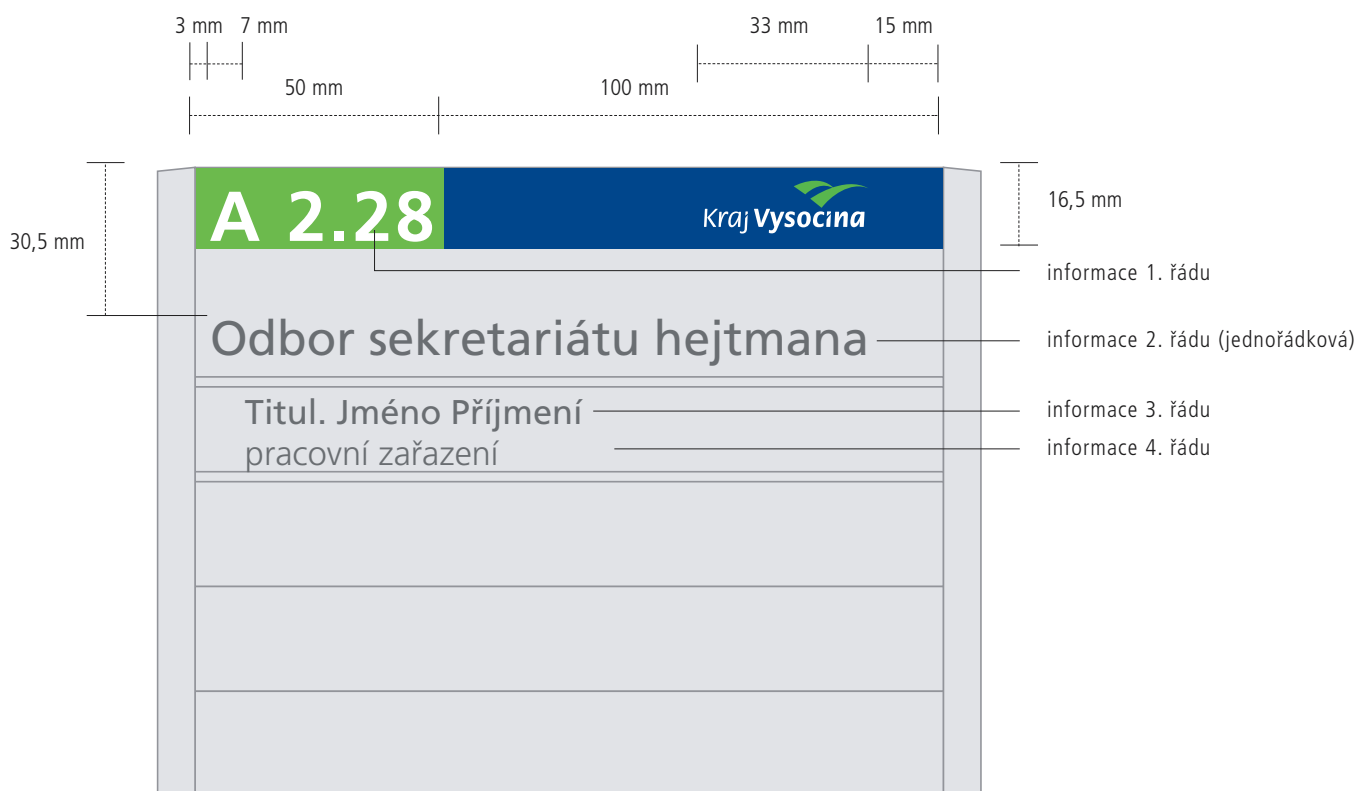 3 mm 7 mm 33 mm 15 mm
50 mm 100 mm
A 2.28 Kraj Vysočina
16,5 mm
30,5 mm
informace 1. řádu
Odbor sekretariátu hejtmana informace 2. řádu (jednořádková)
Titul. Jméno Příjmení informace 3. řádu
pracovní zařazení informace 4. řádu